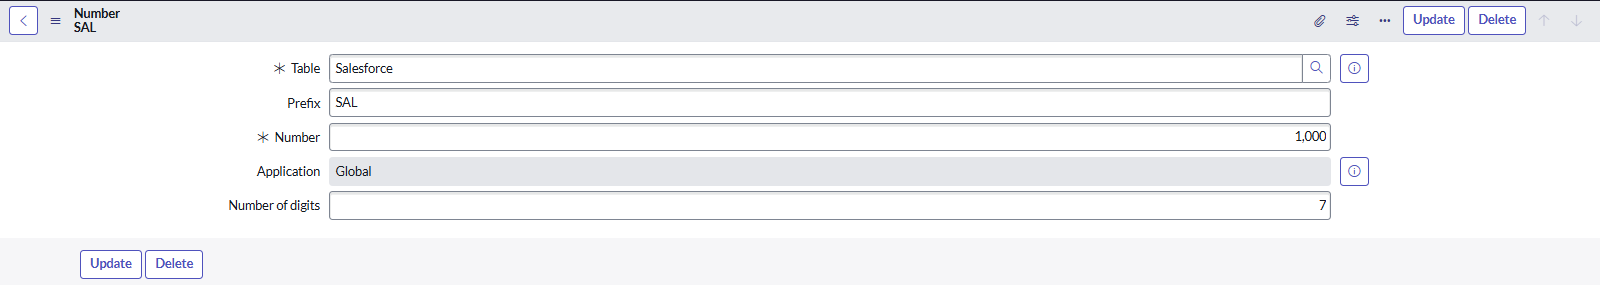 Number
SAL
Update
Delete
Table
Salesforce
Prefix
SAL
Number
1,000
Application
Global
Number of digits
7
Update
Delete